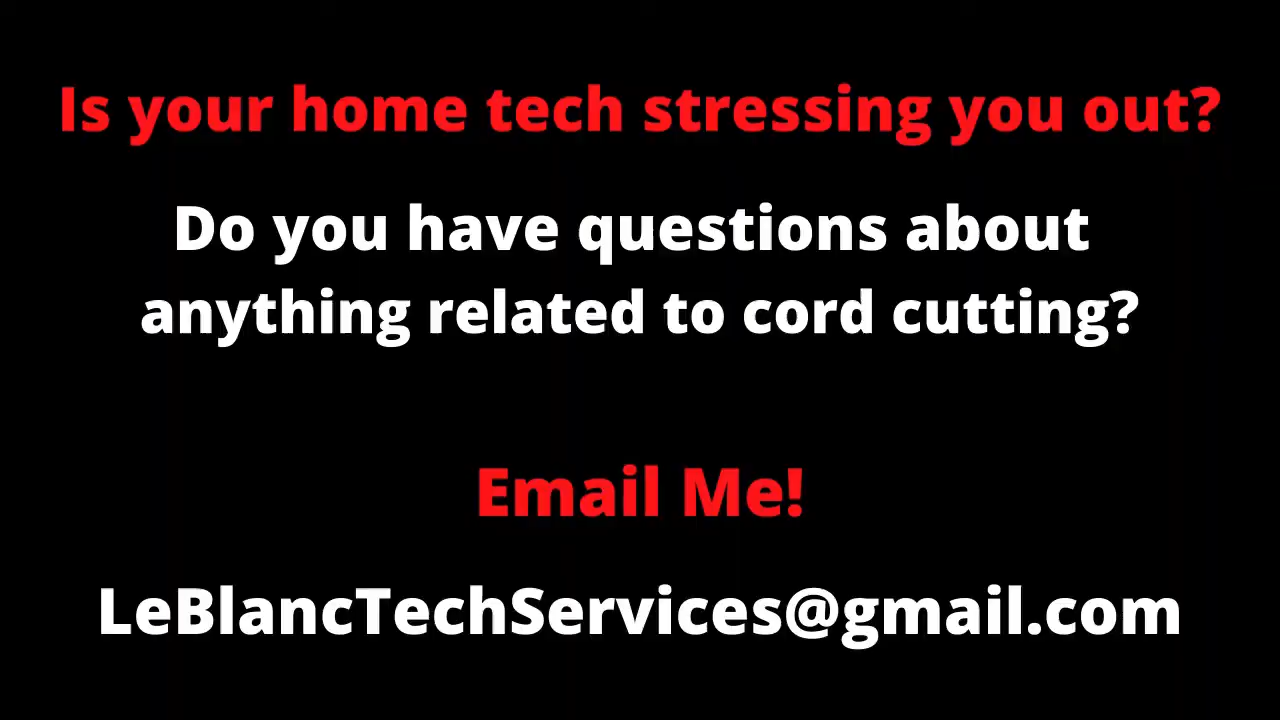 Is your home tech stressing you out?
Do you have questions about
anything related to cord cutting?
Email Me!
LeBlancTechServices@gmail.com